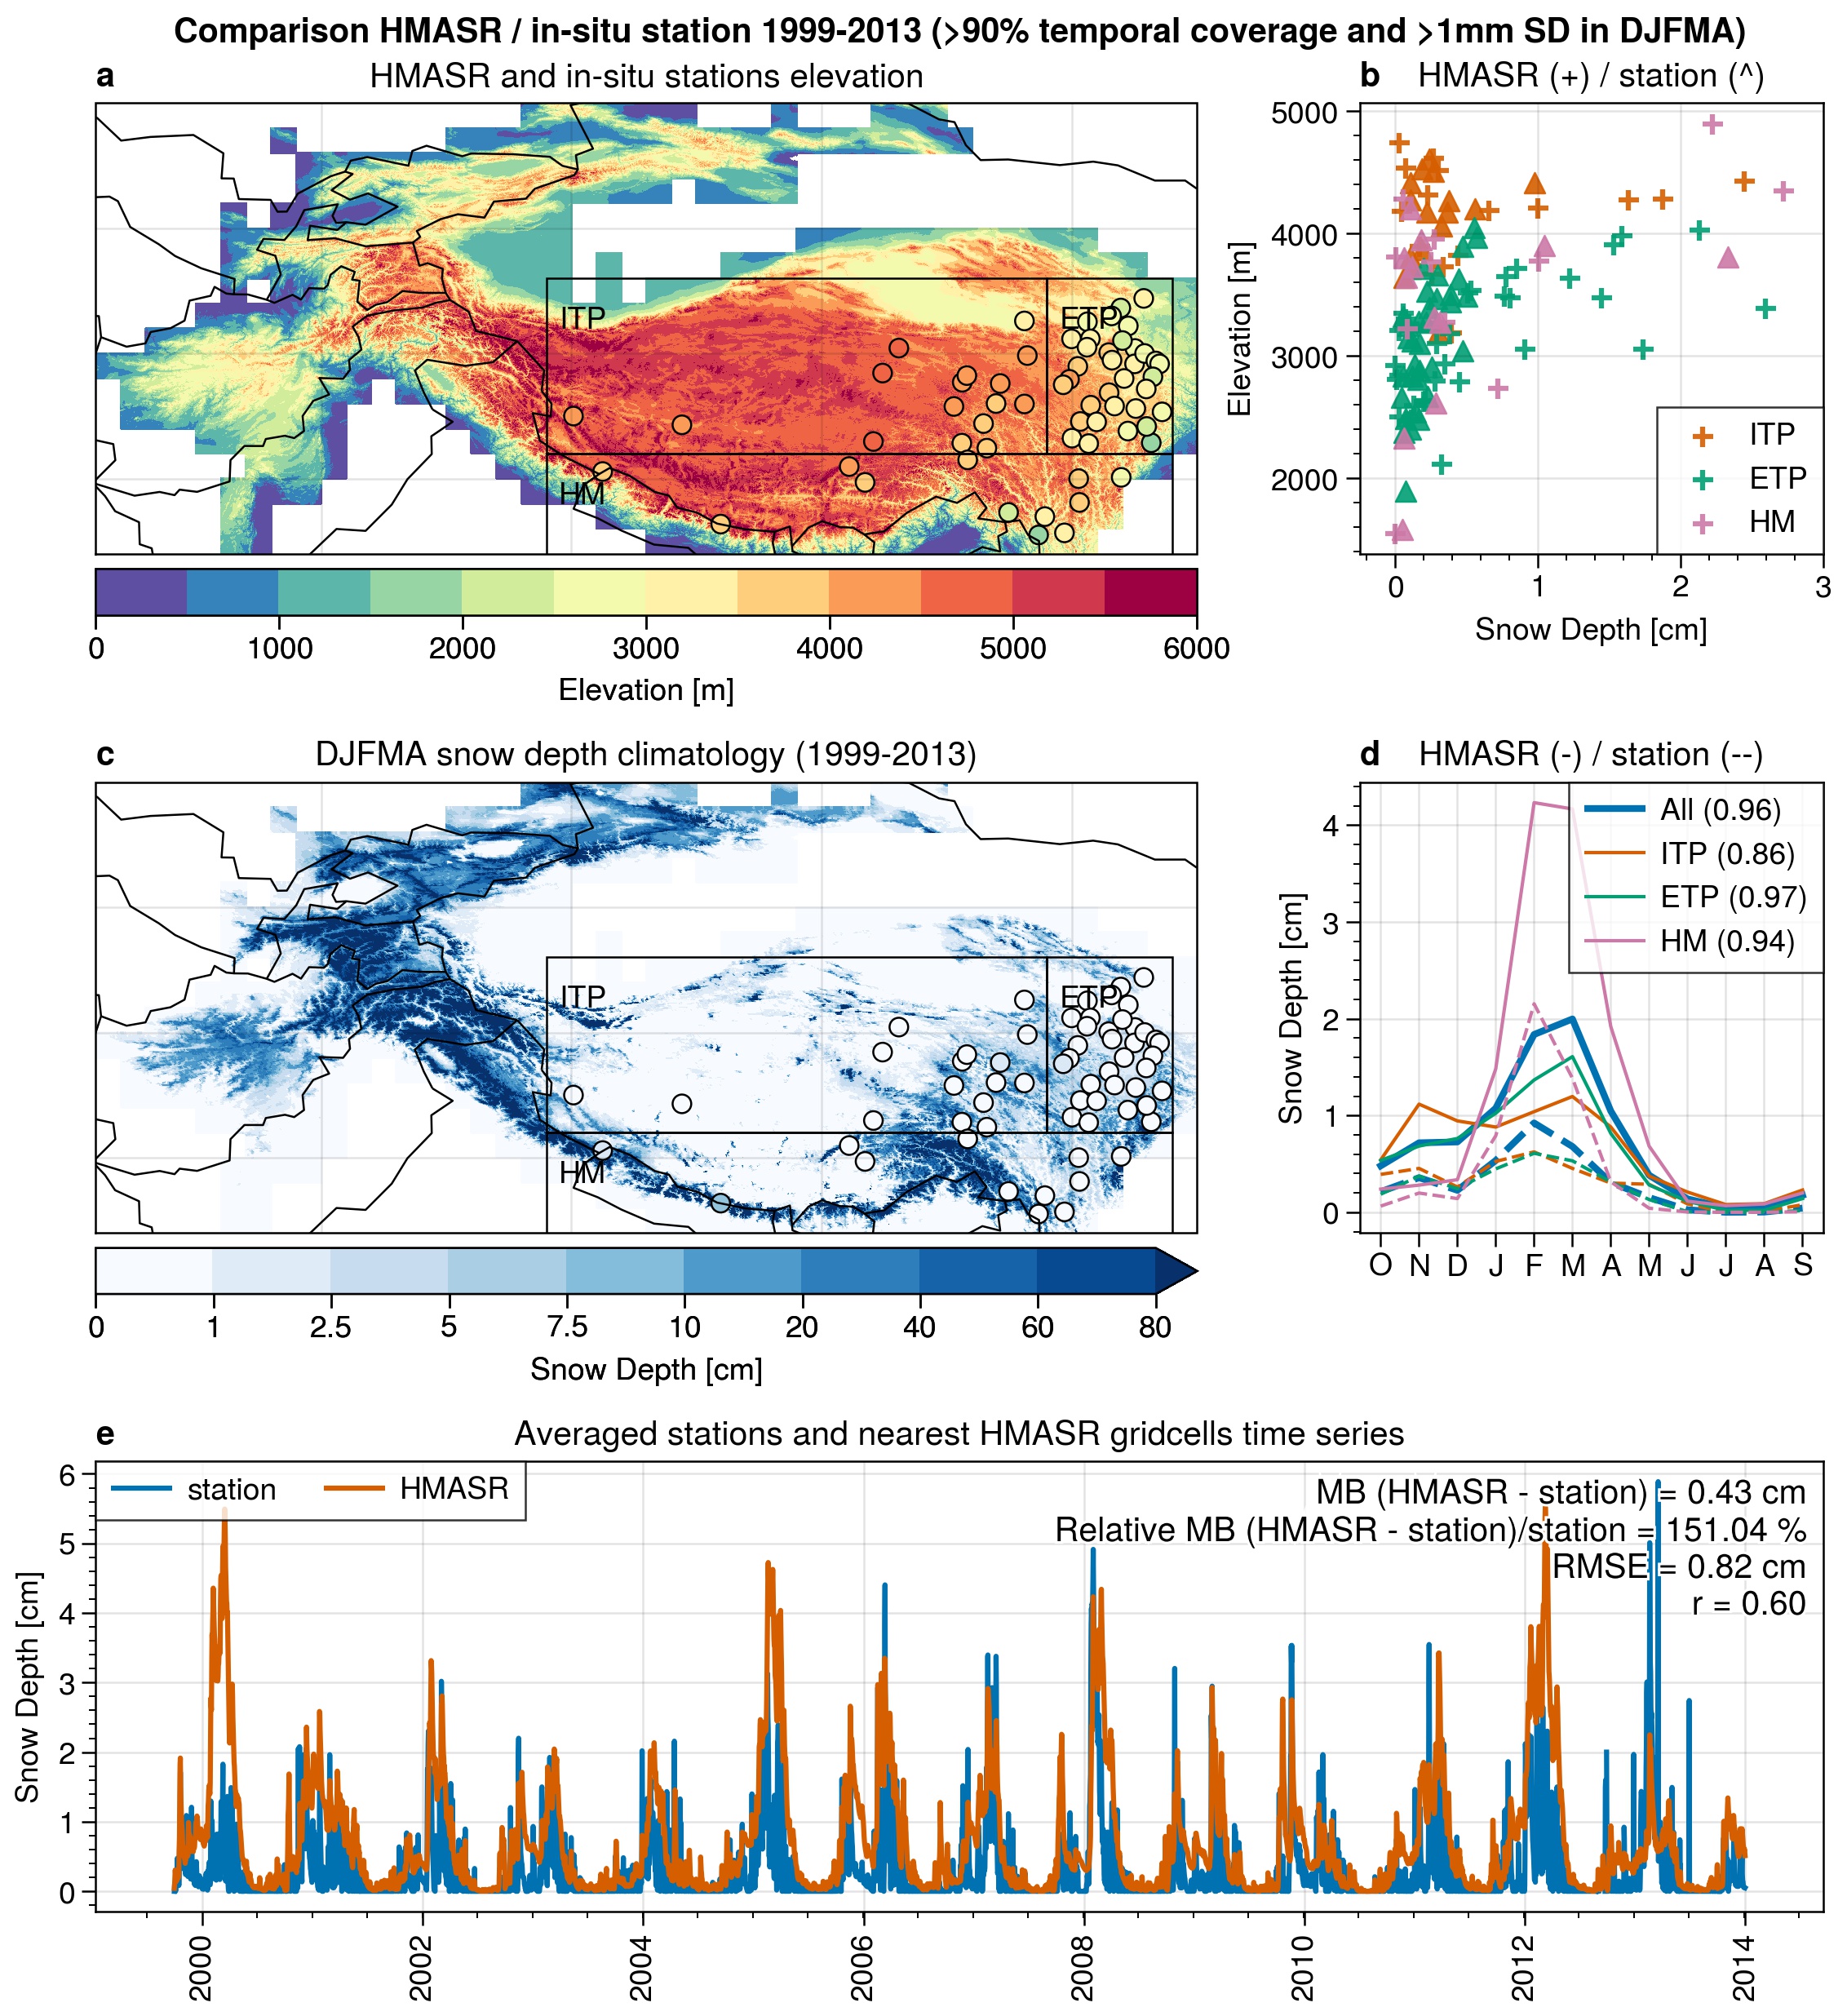 Comparison HMASR / in-situ station 1999-2013 (>90% temporal coverage and >1mm SD in DJFMA)
a HMASR and in-situ stations elevation
ITP
ETP
HM
0 1000 2000 3000 4000 5000 6000
Elevation [m]
b HMASR (+) / station (^)
5000
4000
3000
2000
Elevation [m]
ITP
ETP
HM
0 1 2 3
Snow Depth [cm]
c DJFMA snow depth climatology (1999-2013)
ITP
ETP
HM
0 1 2.5 5 7.5 10 20 40 60 80
Snow Depth [cm]
d HMASR (-) / station (--)
4
3
2
1
0
Snow Depth [cm]
All (0.96)
ITP (0.86)
ETP (0.97)
HM (0.94)
O N D J F M A M J J A S
e Averaged stations and nearest HMASR gridcells time series
6
5
4
3
2
1
0
Snow Depth [cm]
station HMASR
MB (HMASR - station) = 0.43 cm
Relative MB (HMASR - station)/station = 151.04 %
RMSE = 0.82 cm
r = 0.60
2000 2002 2004 2006 2008 2010 2012 2014